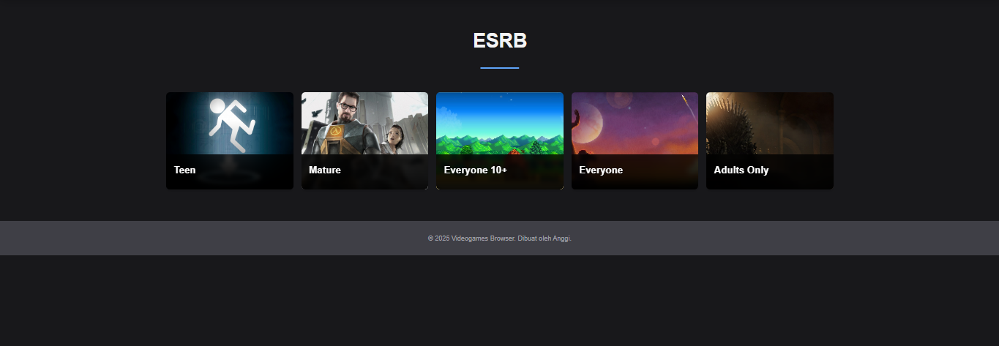 ESRB
Teen
Mature
Everyone 10+
Everyone
Adults Only
© 2025 Videogames Browser. Dibuat oleh Anggi.